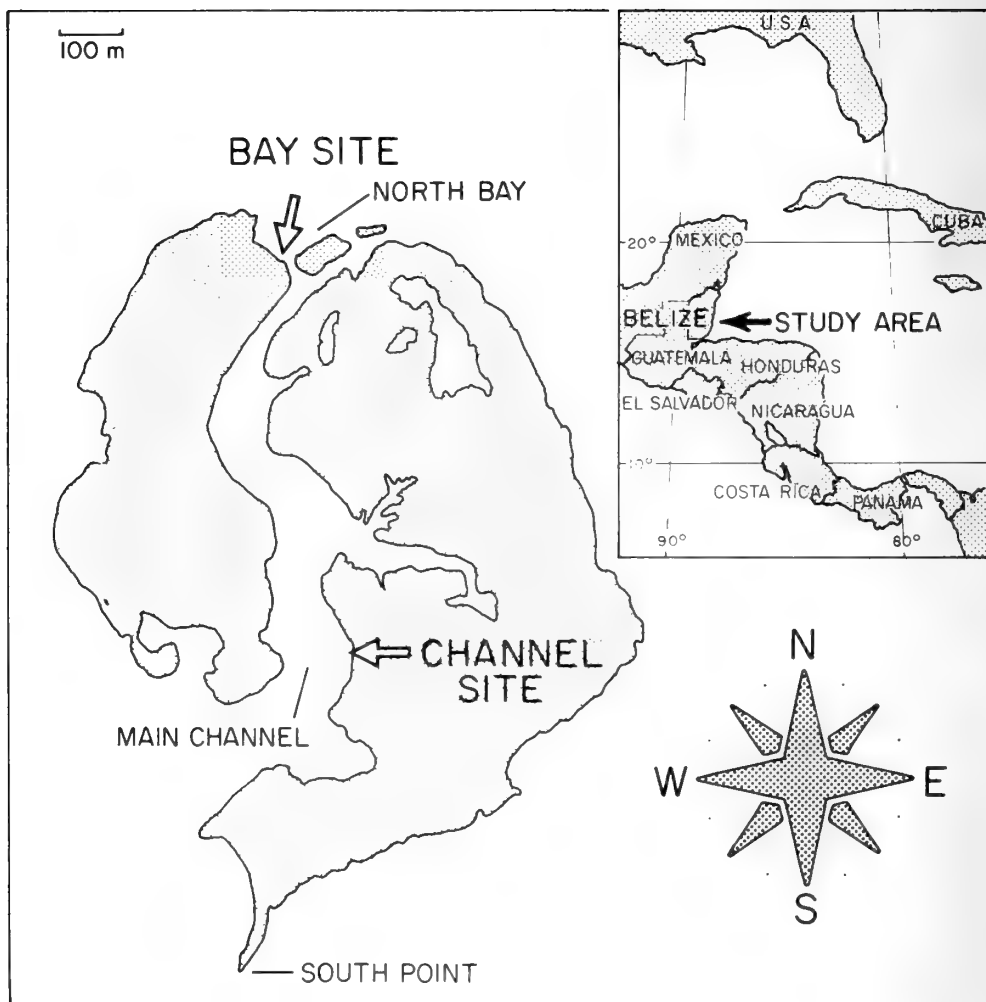 100 m
BAY SITE
NORTH BAY
CHANNEL
SITE
MAIN CHANNEL
SOUTH POINT
U.S.A.
CUBA
20°
MEXICO
BELIZE
STUDY AREA
GUATEMALA
HONDURAS
EL SALVADOR
NICARAGUA
10°
COSTA RICA
PANAMA
90°
80°
N
W
E
S